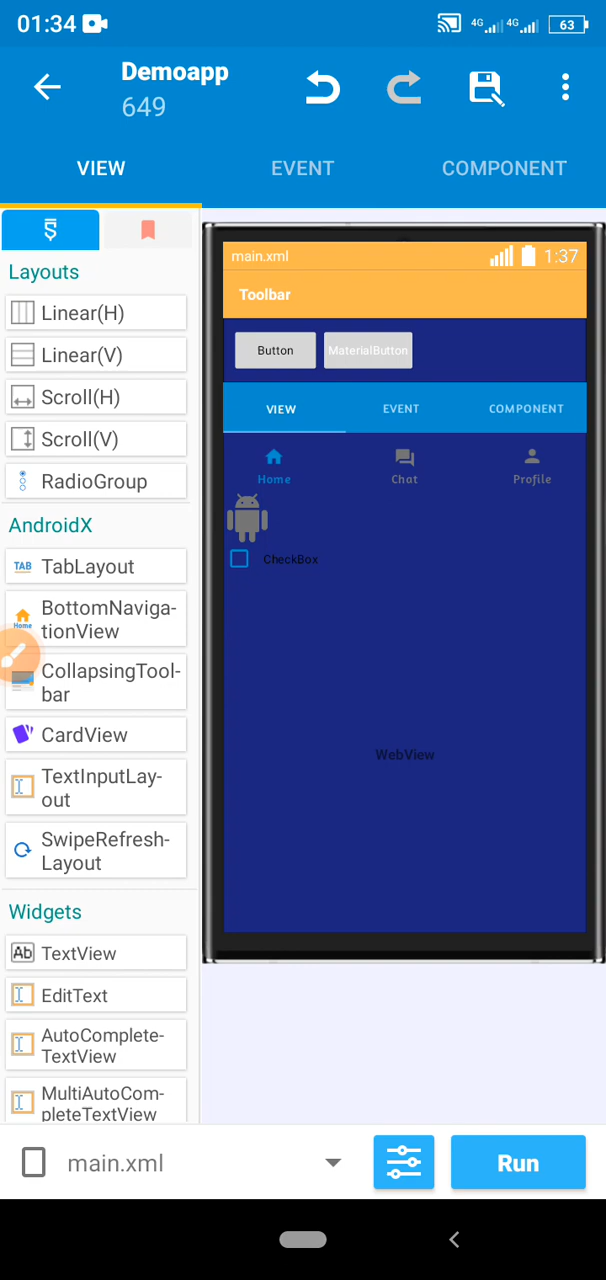 01:34
4G 4G 63
Demoapp
649
VIEW EVENT COMPONENT
Layouts
Linear(H)
Linear(V)
Scroll(H)
Scroll(V)
RadioGroup
AndroidX
TAB TabLayout
BottomNaviga-
tionView
Home
CollapsingTool-
bar
CardView
TextInputLay-
out
SwipeRefresh-
Layout
Widgets
Ab TextView
EditText
AutoComplete-
TextView
MultiAutoCom-
pleteTextView
main.xml 1:37
Toolbar
Button MaterialButton
VIEW EVENT COMPONENT
Home Chat Profile
CheckBox
WebView
main.xml Run